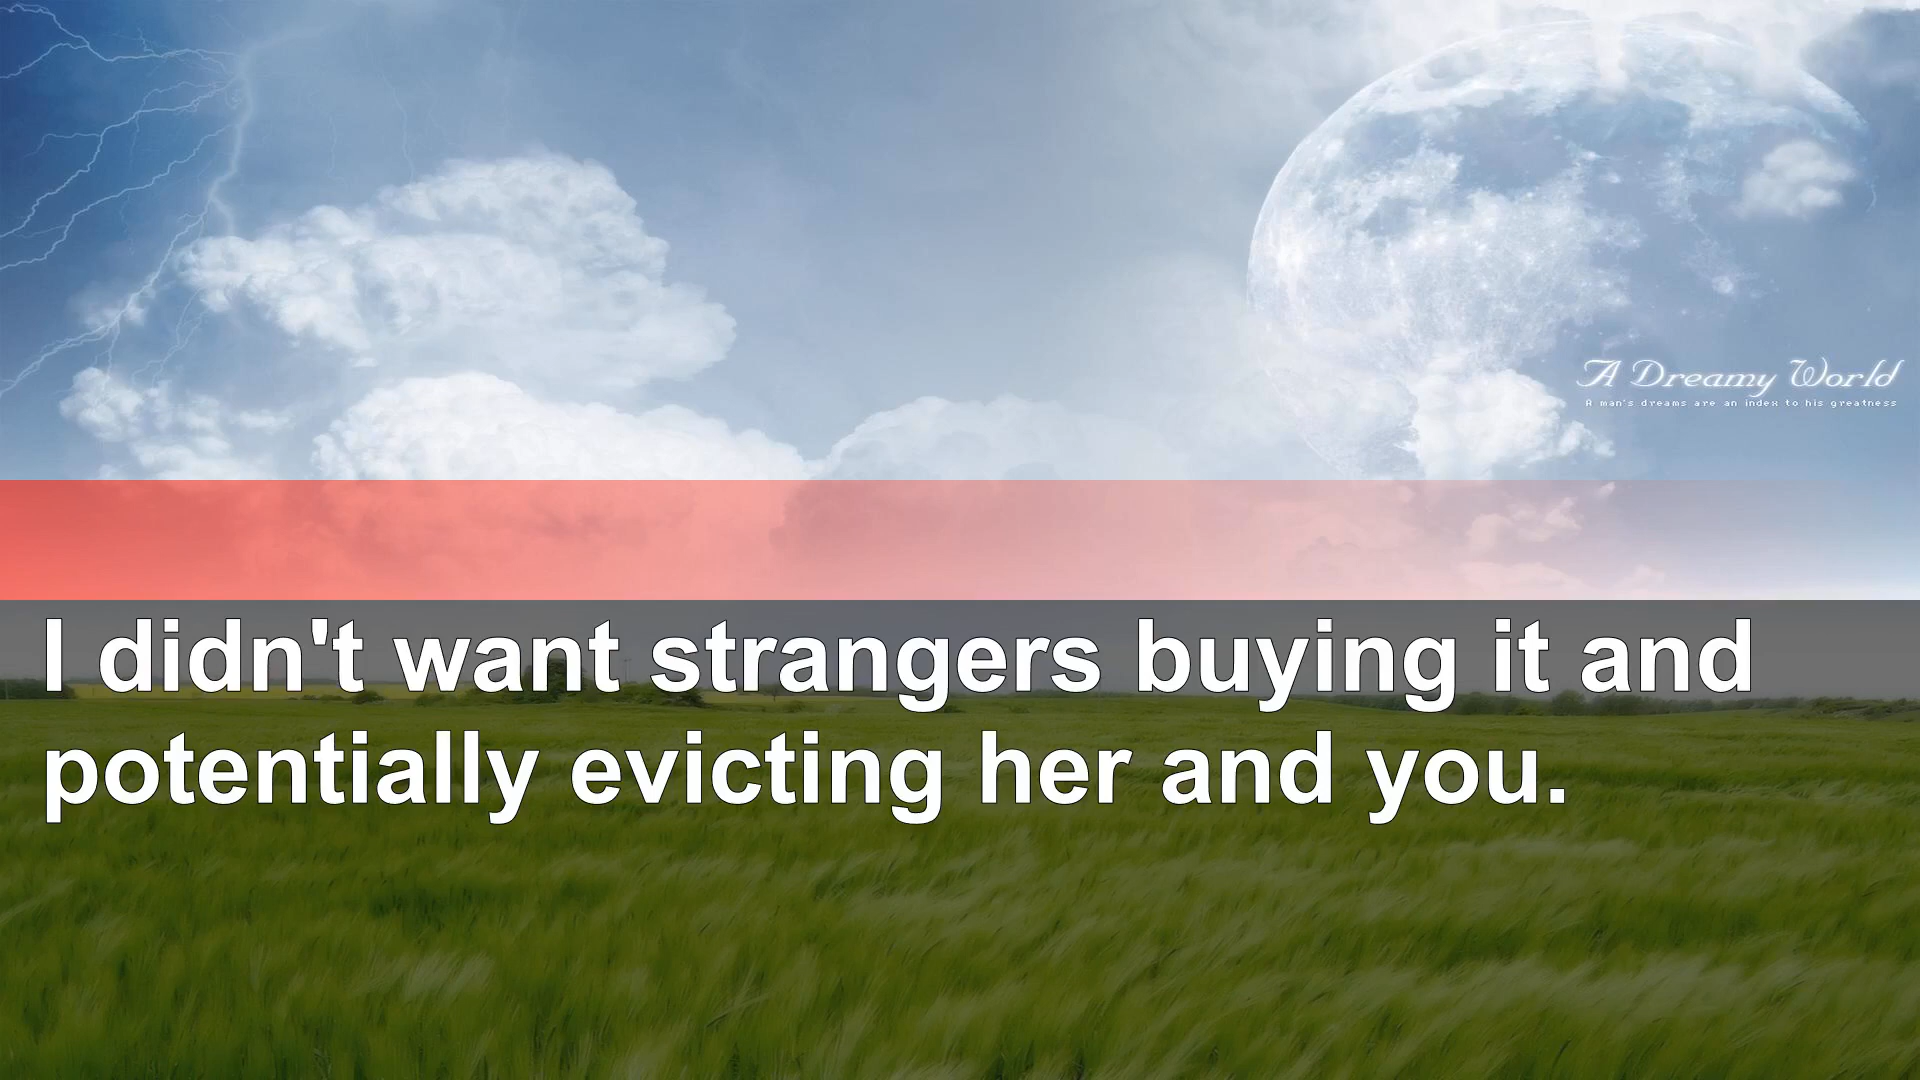 A Dreamy World
A man's dreams are an index to his greatness
I didn't want strangers buying it and
potentially evicting her and you.